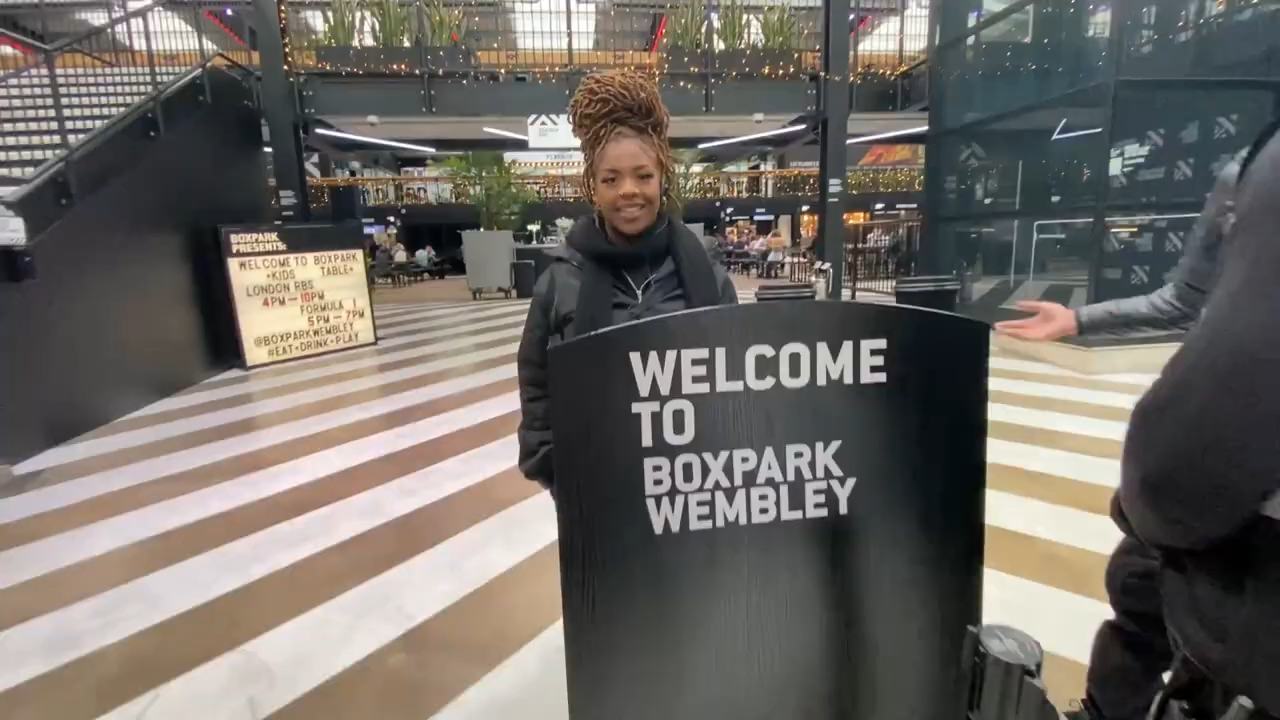 BOXPARK
PRESENTS:
WELCOME TO BOXPARK
*KIDS TABLE*
LONDON RBS
4PM - 10PM
FORMULA 1
5PM - 7PM
@BOXPARKWEMBLEY
#EAT•DRINK•PLAY
WELCOME
TO
BOXPARK
WEMBLEY